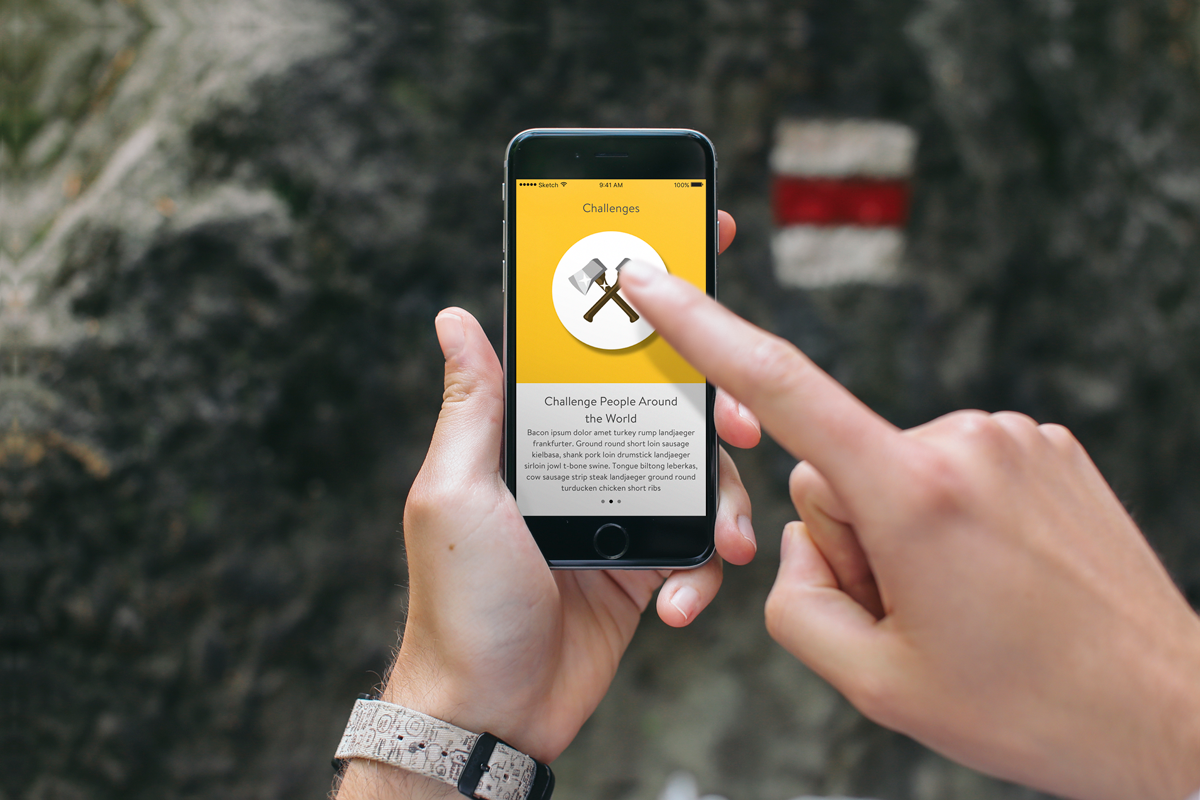 Sketch 9:41 AM 100%
Challenges
Challenge People Around
the World
Bacon ipsum dolor amet turkey rump landjaeger
frankfurter. Ground round short loin sausage
kielbasa, shank pork loin drumstick landjaeger
sirloin jowl t-bone swine. Tongue biltong leberkas,
cow sausage strip steak landjaeger ground round
turducken chicken short ribs